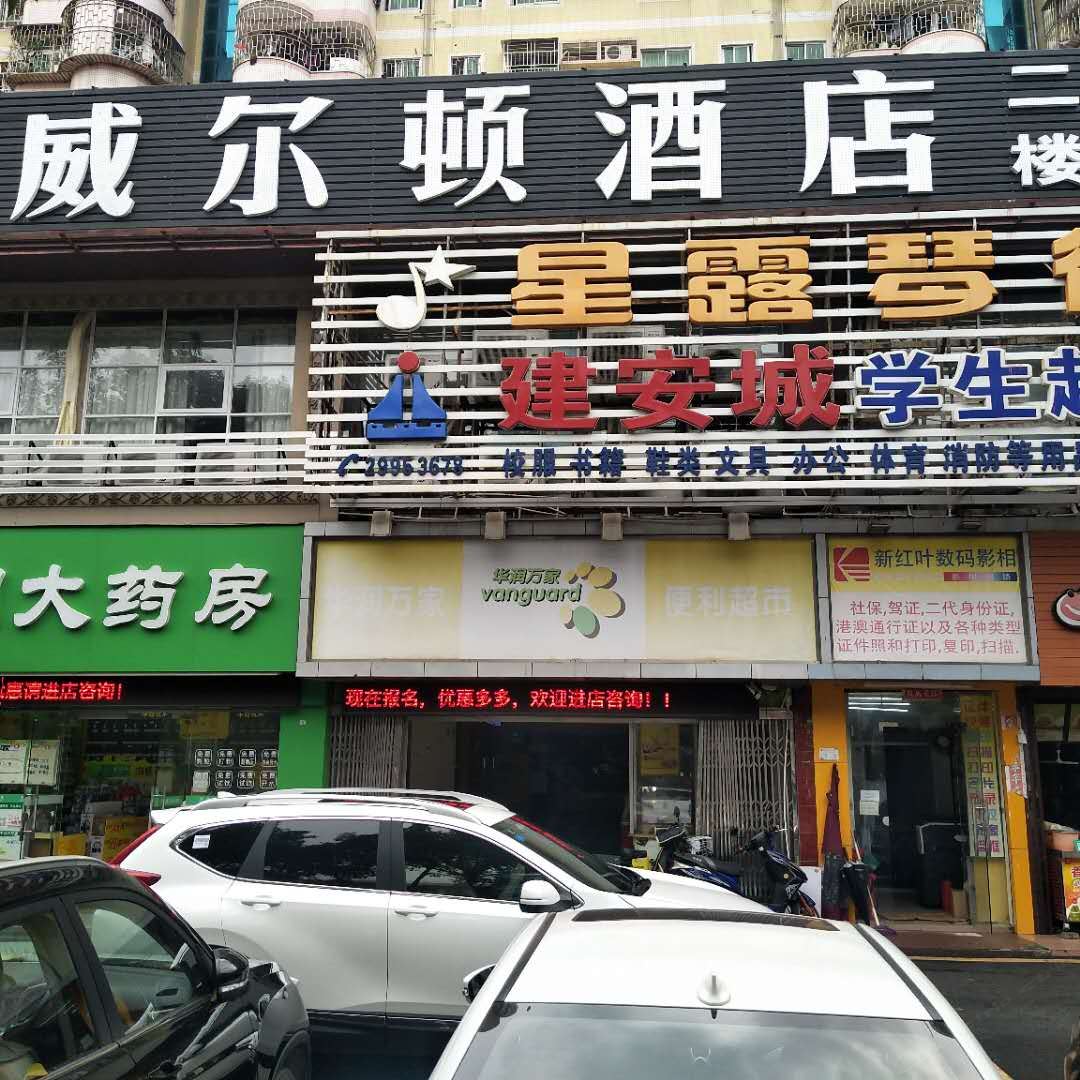 威尔顿酒店
二楼
星露琴
建安城 学生超
29963678 校服 书籍 鞋类 文具 办公 体育 消防等用
大药房
华润万家
vanguard
华润万家
便利超市
新红叶数码影相
社保,驾证,二代身份证,
港澳通行证以及各种类型
证件照和打印,复印,扫描.
惠请进店咨询!
现在报名, 优惠多多, 欢迎进店咨询! !